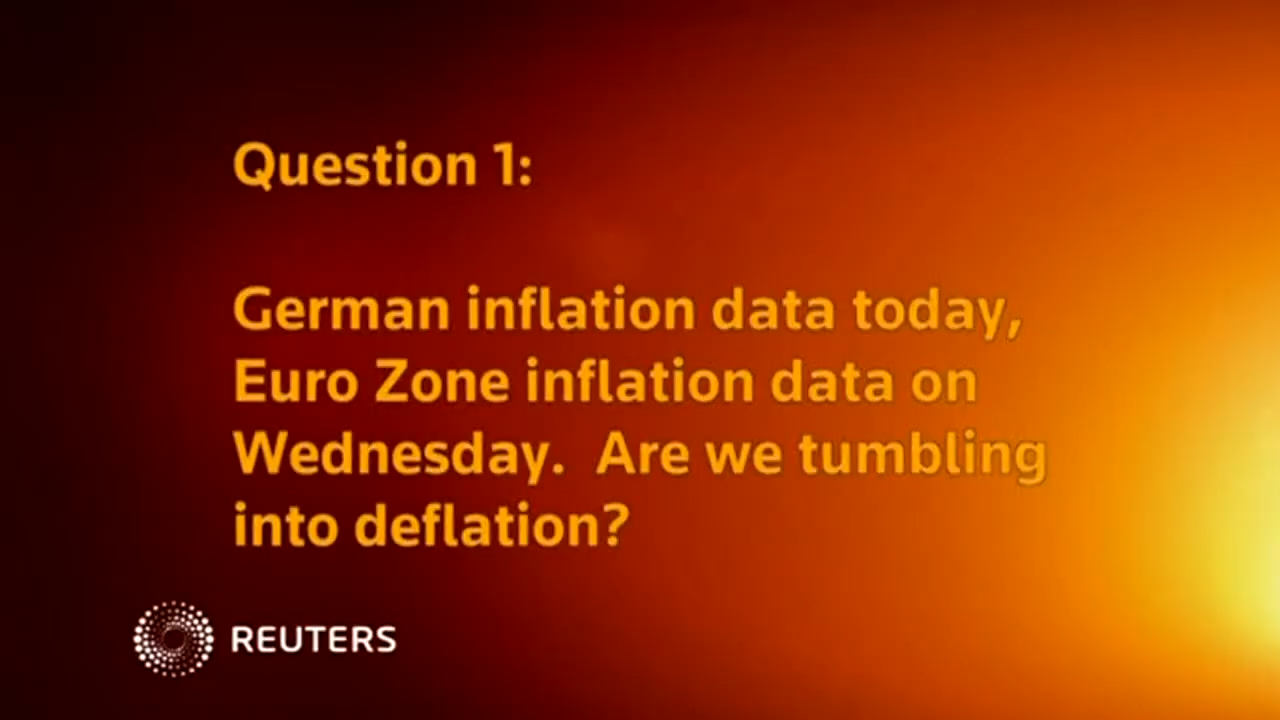 Question 1:
German inflation data today,
Euro Zone inflation data on
Wednesday.  Are we tumbling
into deflation?
REUTERS